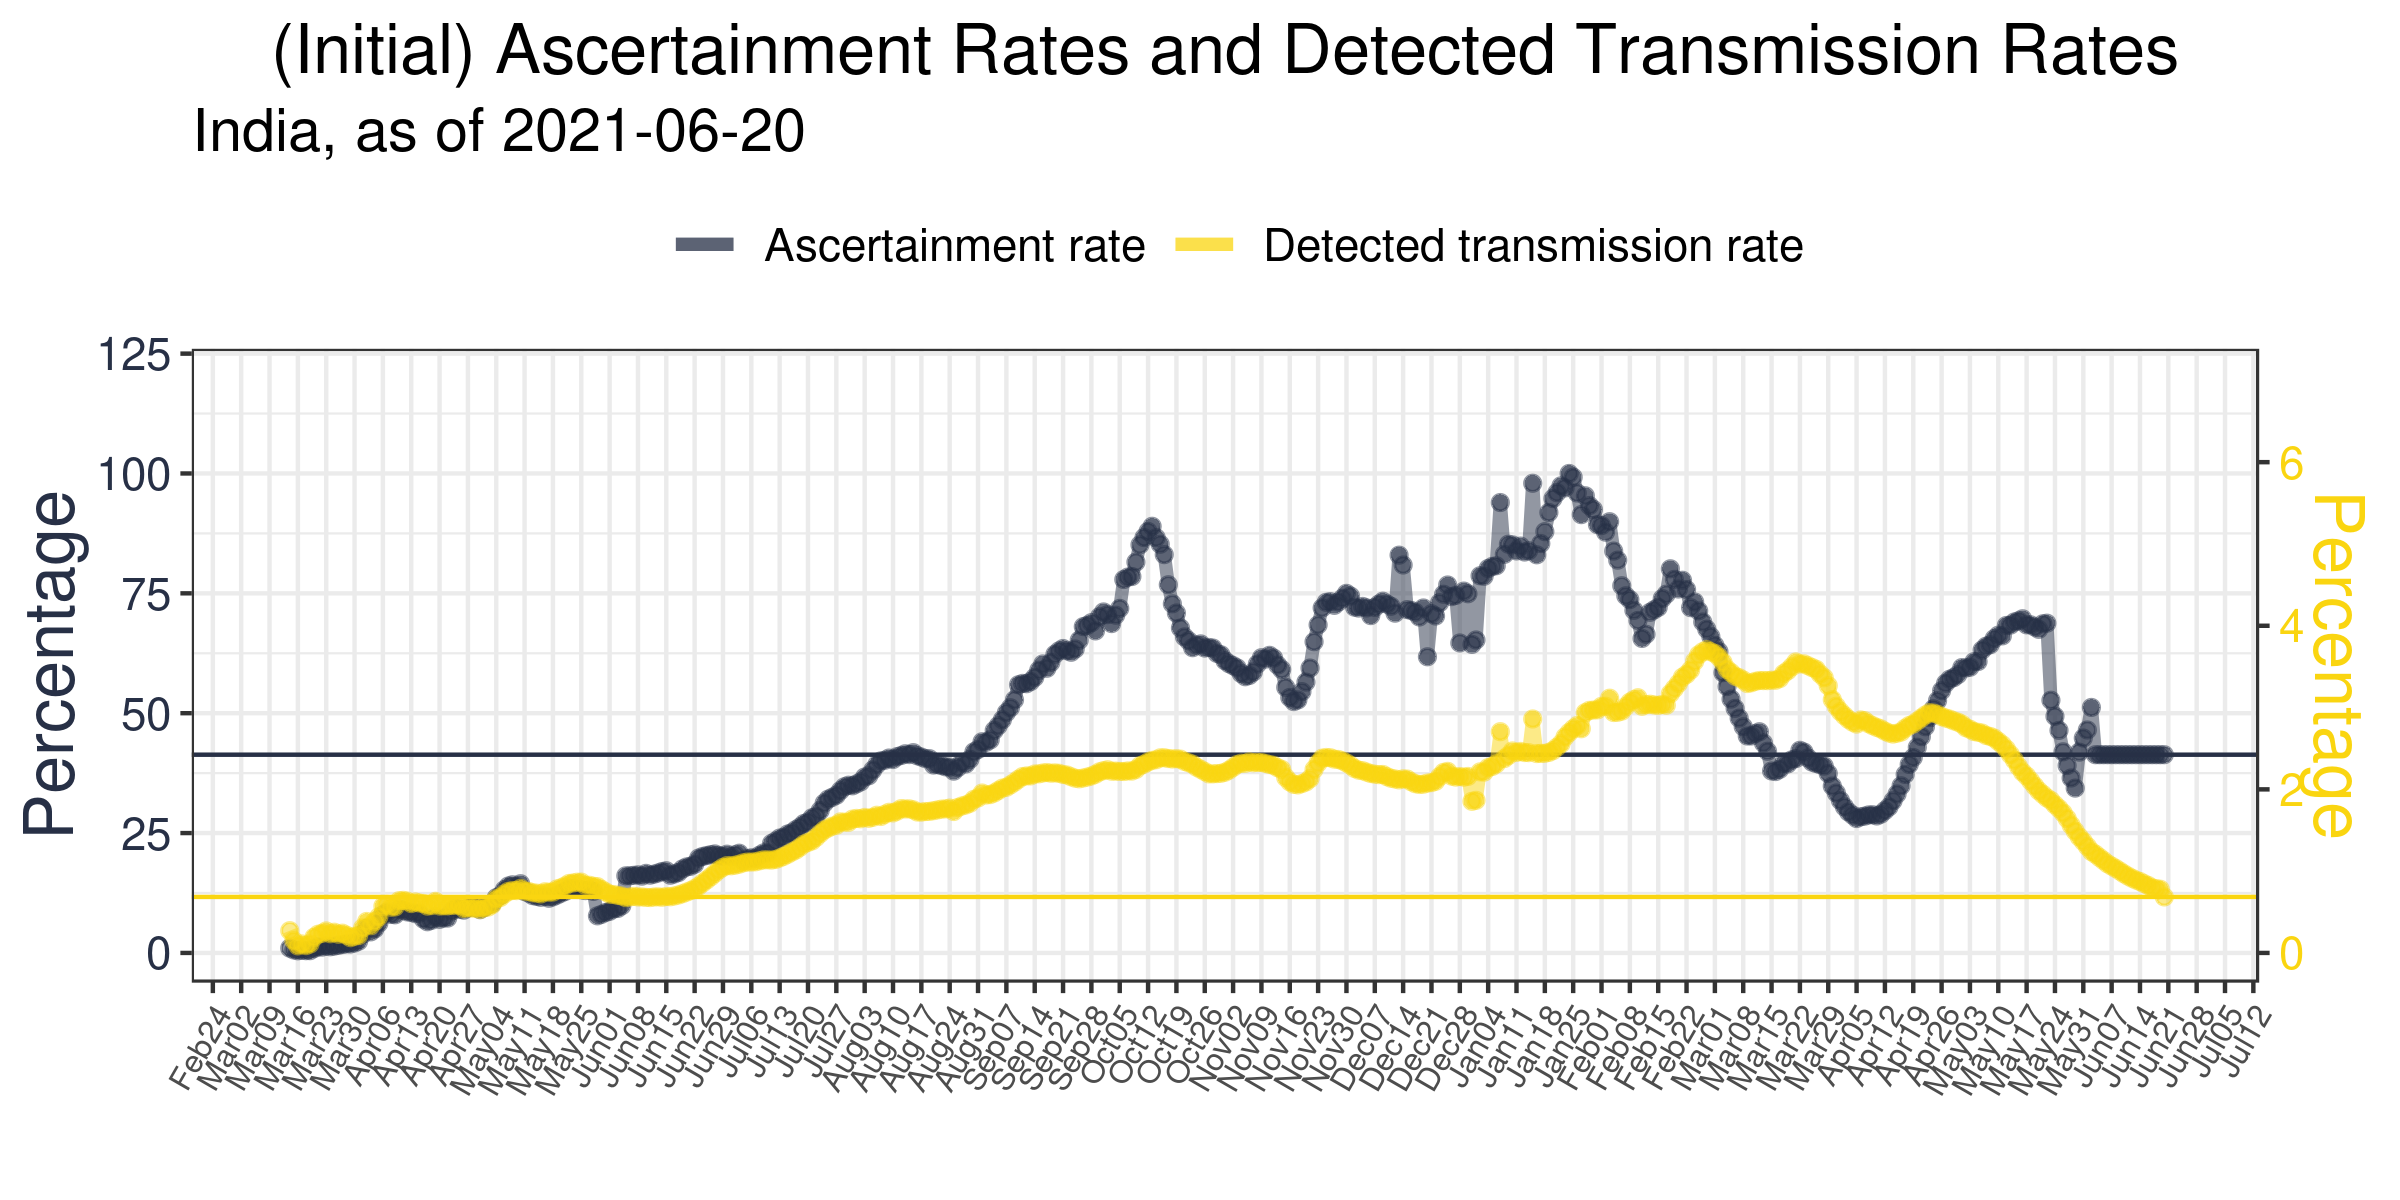 (Initial) Ascertainment Rates and Detected Transmission Rates
India, as of 2021-06-20
Ascertainment rate
Detected transmission rate
125
100
75
50
25
0
Percentage
6
4
2
0
Percentage
Feb24
Mar02
Mar09
Mar16
Mar23
Mar30
Apr06
Apr13
Apr20
Apr27
May04
May11
May18
May25
Jun01
Jun08
Jun15
Jun22
Jun29
Jul06
Jul13
Jul20
Jul27
Aug03
Aug10
Aug17
Aug24
Aug31
Sep07
Sep14
Sep21
Sep28
Oct05
Oct12
Oct19
Oct26
Nov02
Nov09
Nov16
Nov23
Nov30
Dec07
Dec14
Dec21
Dec28
Jan04
Jan11
Jan18
Jan25
Feb01
Feb08
Feb15
Feb22
Mar01
Mar08
Mar15
Mar22
Mar29
Apr05
Apr12
Apr19
Apr26
May03
May10
May17
May24
May31
Jun07
Jun14
Jun21
Jun28
Jul05
Jul12